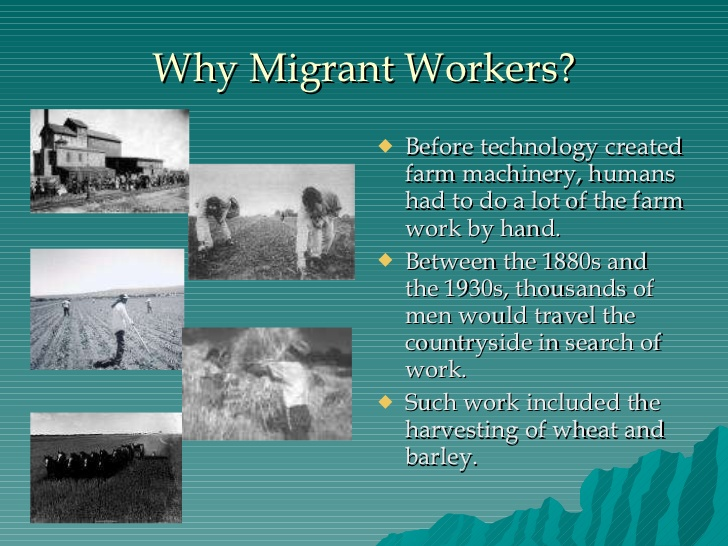 Why Migrant Workers?
Before technology created
farm machinery, humans
had to do a lot of the farm
work by hand.
Between the 1880s and
the 1930s, thousands of
men would travel the
countryside in search of
work.
Such work included the
harvesting of wheat and
barley.